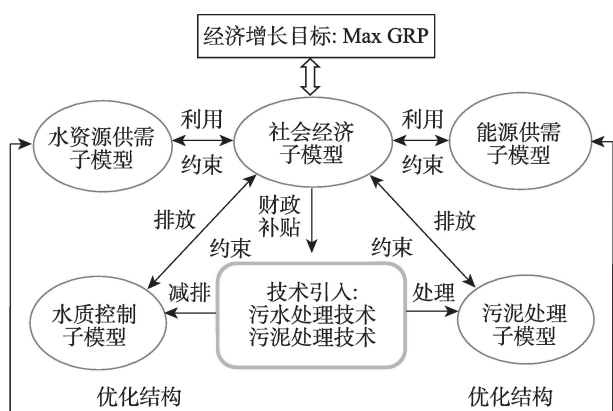 经济增长目标: Max GRP
水资源供需
子模型
利用
约束
社会经济
子模型
利用
约束
能源供需
子模型
排放
约束
财政
补贴
约束
排放
水质控制
子模型
减排
技术引入:
污水处理技术
污泥处理技术
处理
污泥处理
子模型
优化结构
优化结构